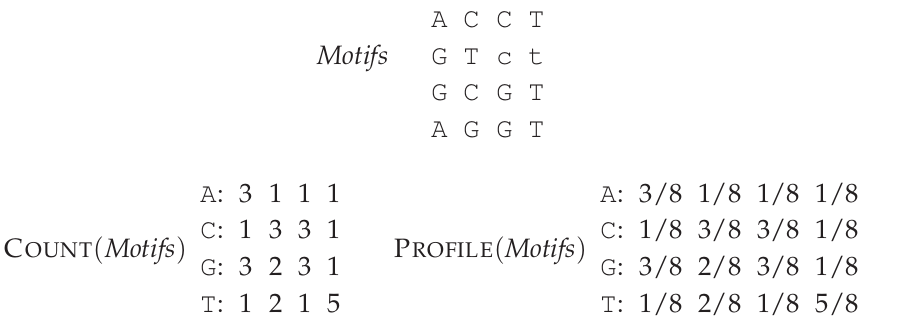 A C C T
Motifs G T c t
G C G T
A G G T
A: 3 1 1 1
C: 1 3 3 1
COUNT(Motifs)
G: 3 2 3 1
T: 1 2 1 5
A: 3/8 1/8 1/8 1/8
C: 1/8 3/8 3/8 1/8
PROFILE(Motifs)
G: 3/8 2/8 3/8 1/8
T: 1/8 2/8 1/8 5/8